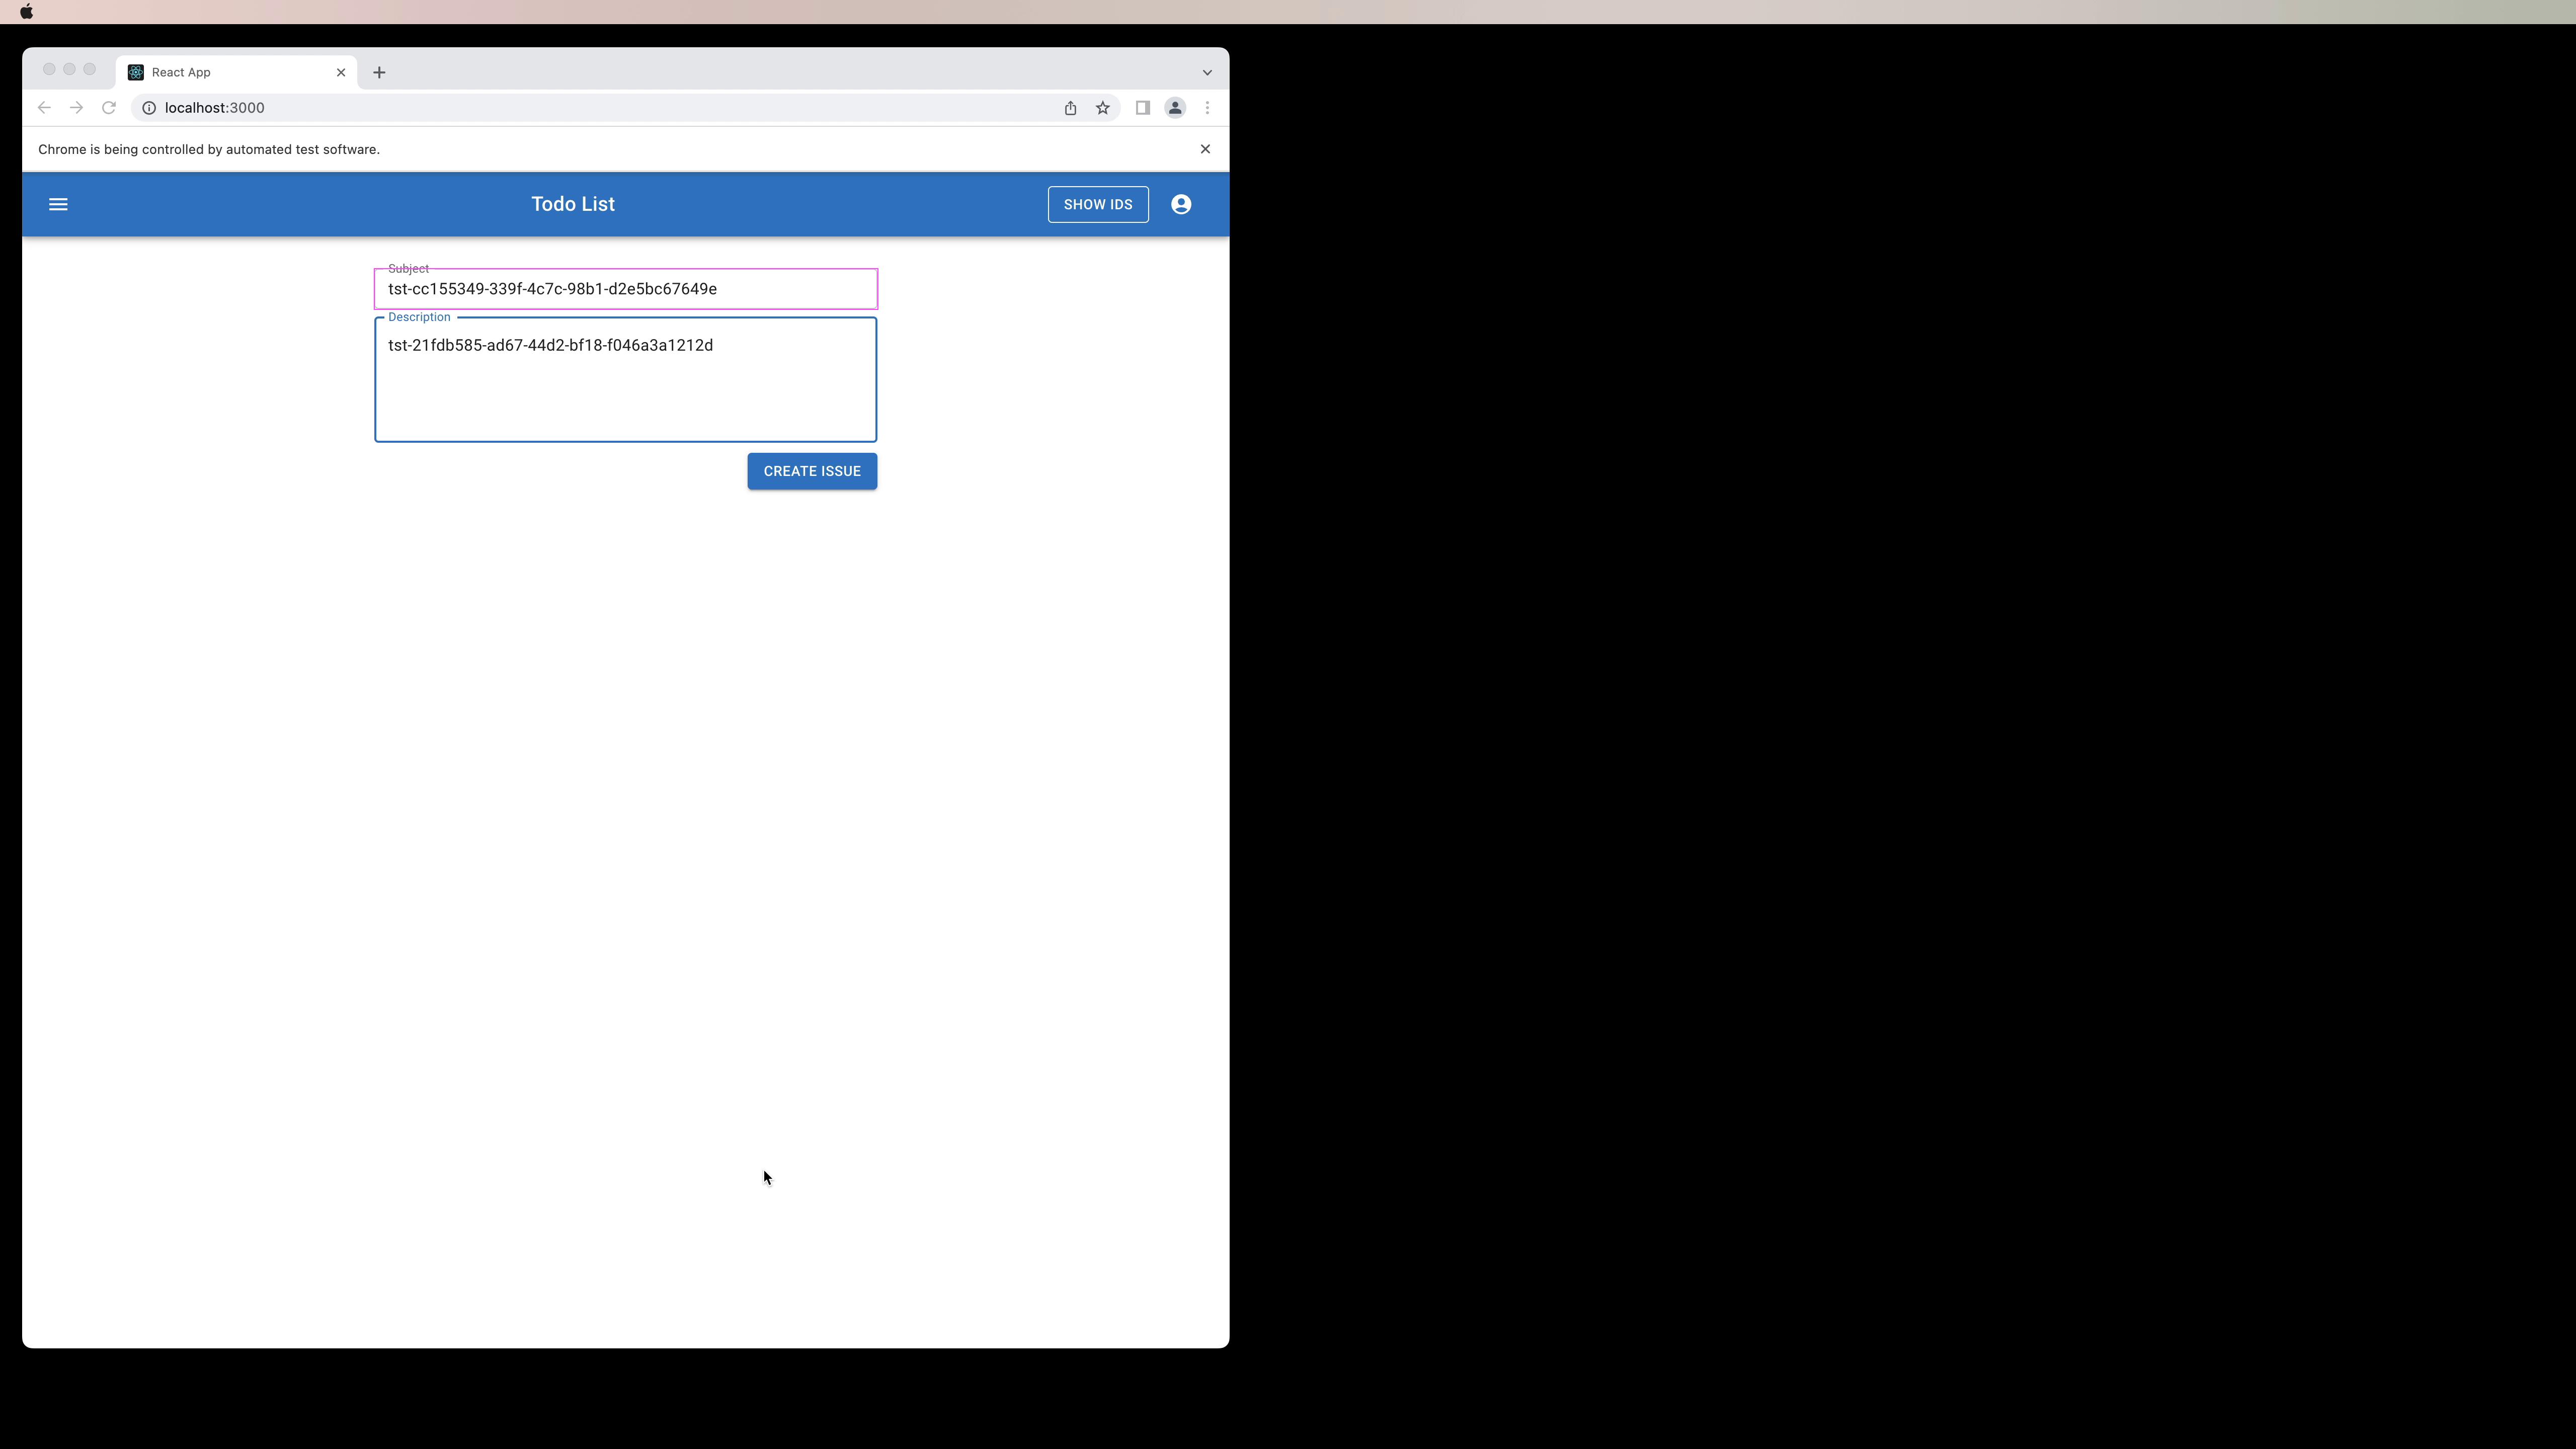 React App
localhost:3000
Chrome is being controlled by automated test software.
Todo List
SHOW IDS
Subject
tst-cc155349-339f-4c7c-98b1-d2e5bc67649e
Description
tst-21fdb585-ad67-44d2-bf18-f046a3a1212d
CREATE ISSUE